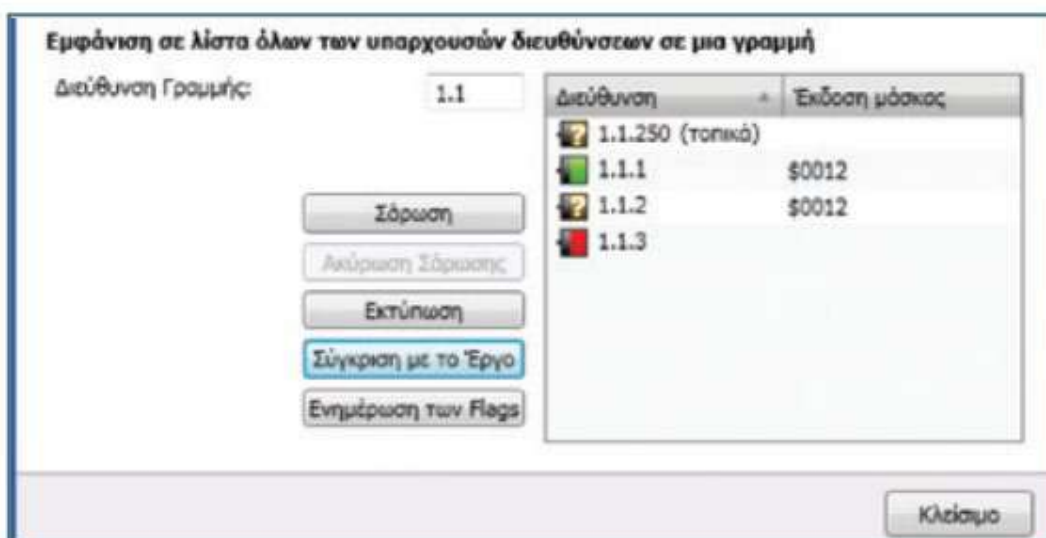 Εμφάνιση σε λίστα όλων των υπαρχουσών διευθύνσεων σε μια γραμμή
Διεύθυνση Γραμμής:
1.1
Σάρωση
Ακύρωση Σάρωσης
Εκτύπωση
Σύγκριση με το Έργο
Ενημέρωση των Flags
Διεύθυνση Έκδοση μάσκας
1.1.250 (τοπικά)
1.1.1 $0012
1.1.2 $0012
1.1.3
Κλείσιμο